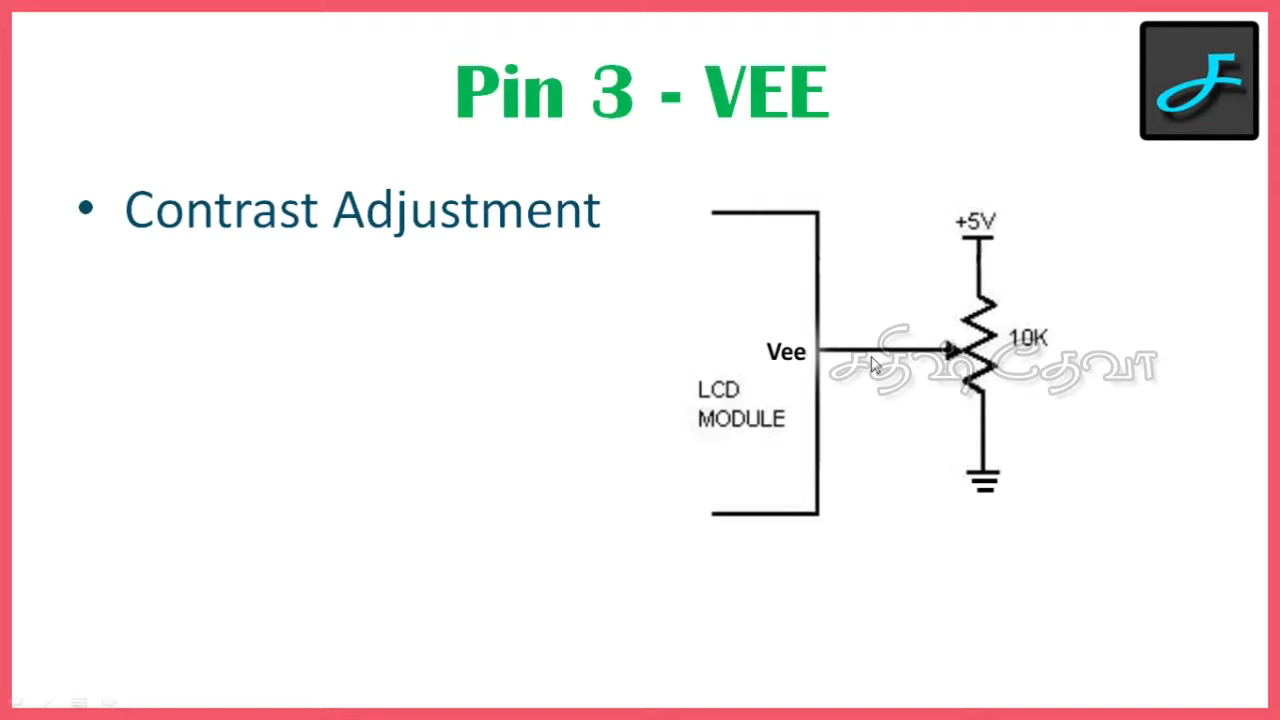 Pin 3 - VEE
• Contrast Adjustment
+5V
10K
Vee
சதிஷ்தேவா
LCD
MODULE